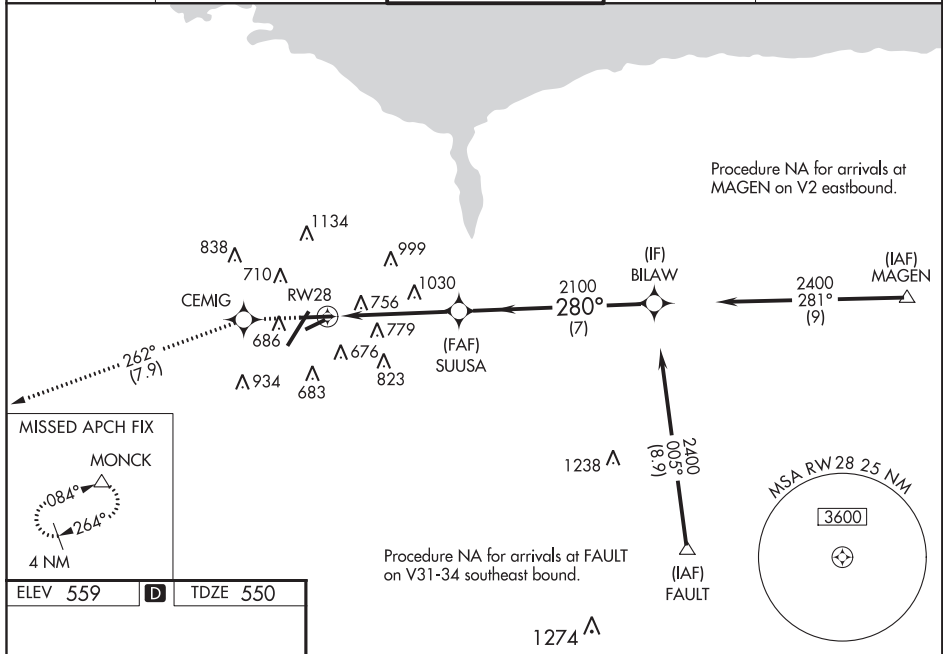 Procedure NA for arrivals at
MAGEN on V2 eastbound.
1134
838
999
710
(IF)
BILAW
(IAF)
MAGEN
1030
CEMIG
RW28
756
2100
280°
(7)
2400
281°
(9)
686
779
(FAF)
SUUSA
676
823
262°
(7.9)
934
683
MISSED APCH FIX
MONCK
084°
264°
4 NM
1238
2400
005°
(8.9)
MSA RW 28 25 NM
3600
Procedure NA for arrivals at FAULT
on V31-34 southeast bound.
(IAF)
FAULT
ELEV 559
D
TDZE 550
1274